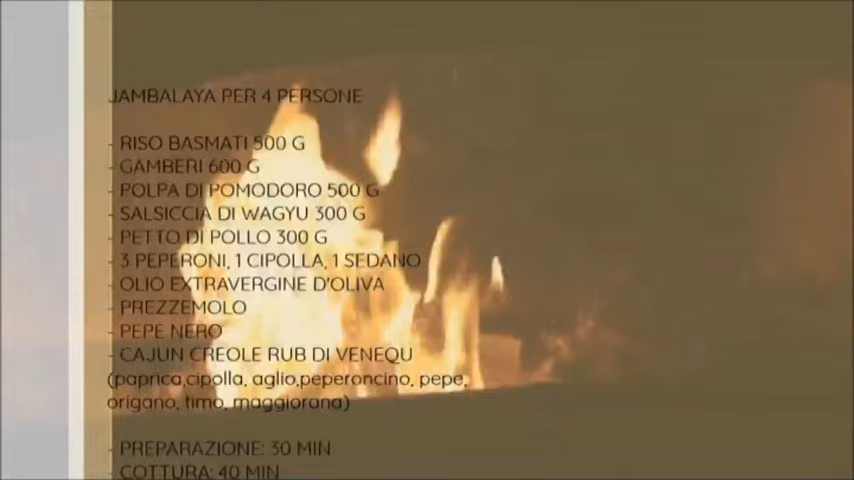 JAMBALAYA PER 4 PERSONE
- RISO BASMATI 500 G
- GAMBERI 600 G
- POLPA DI POMODORO 500 G
- SALSICCIA DI WAGYU 300 G
- PETTO DI POLLO 300 G
- 3 PEPERONI, 1 CIPOLLA, 1 SEDANO
- OLIO EXTRAVERGINE D'OLIVA
- PREZZEMOLO
- PEPE NERO
- CAJUN CREOLE RUB DI VENEQU
(paprica,cipolla, aglio,peperoncino, pepe,
origano, timo, maggiorana)
- PREPARAZIONE: 30 MIN
- COTTURA: 40 MIN